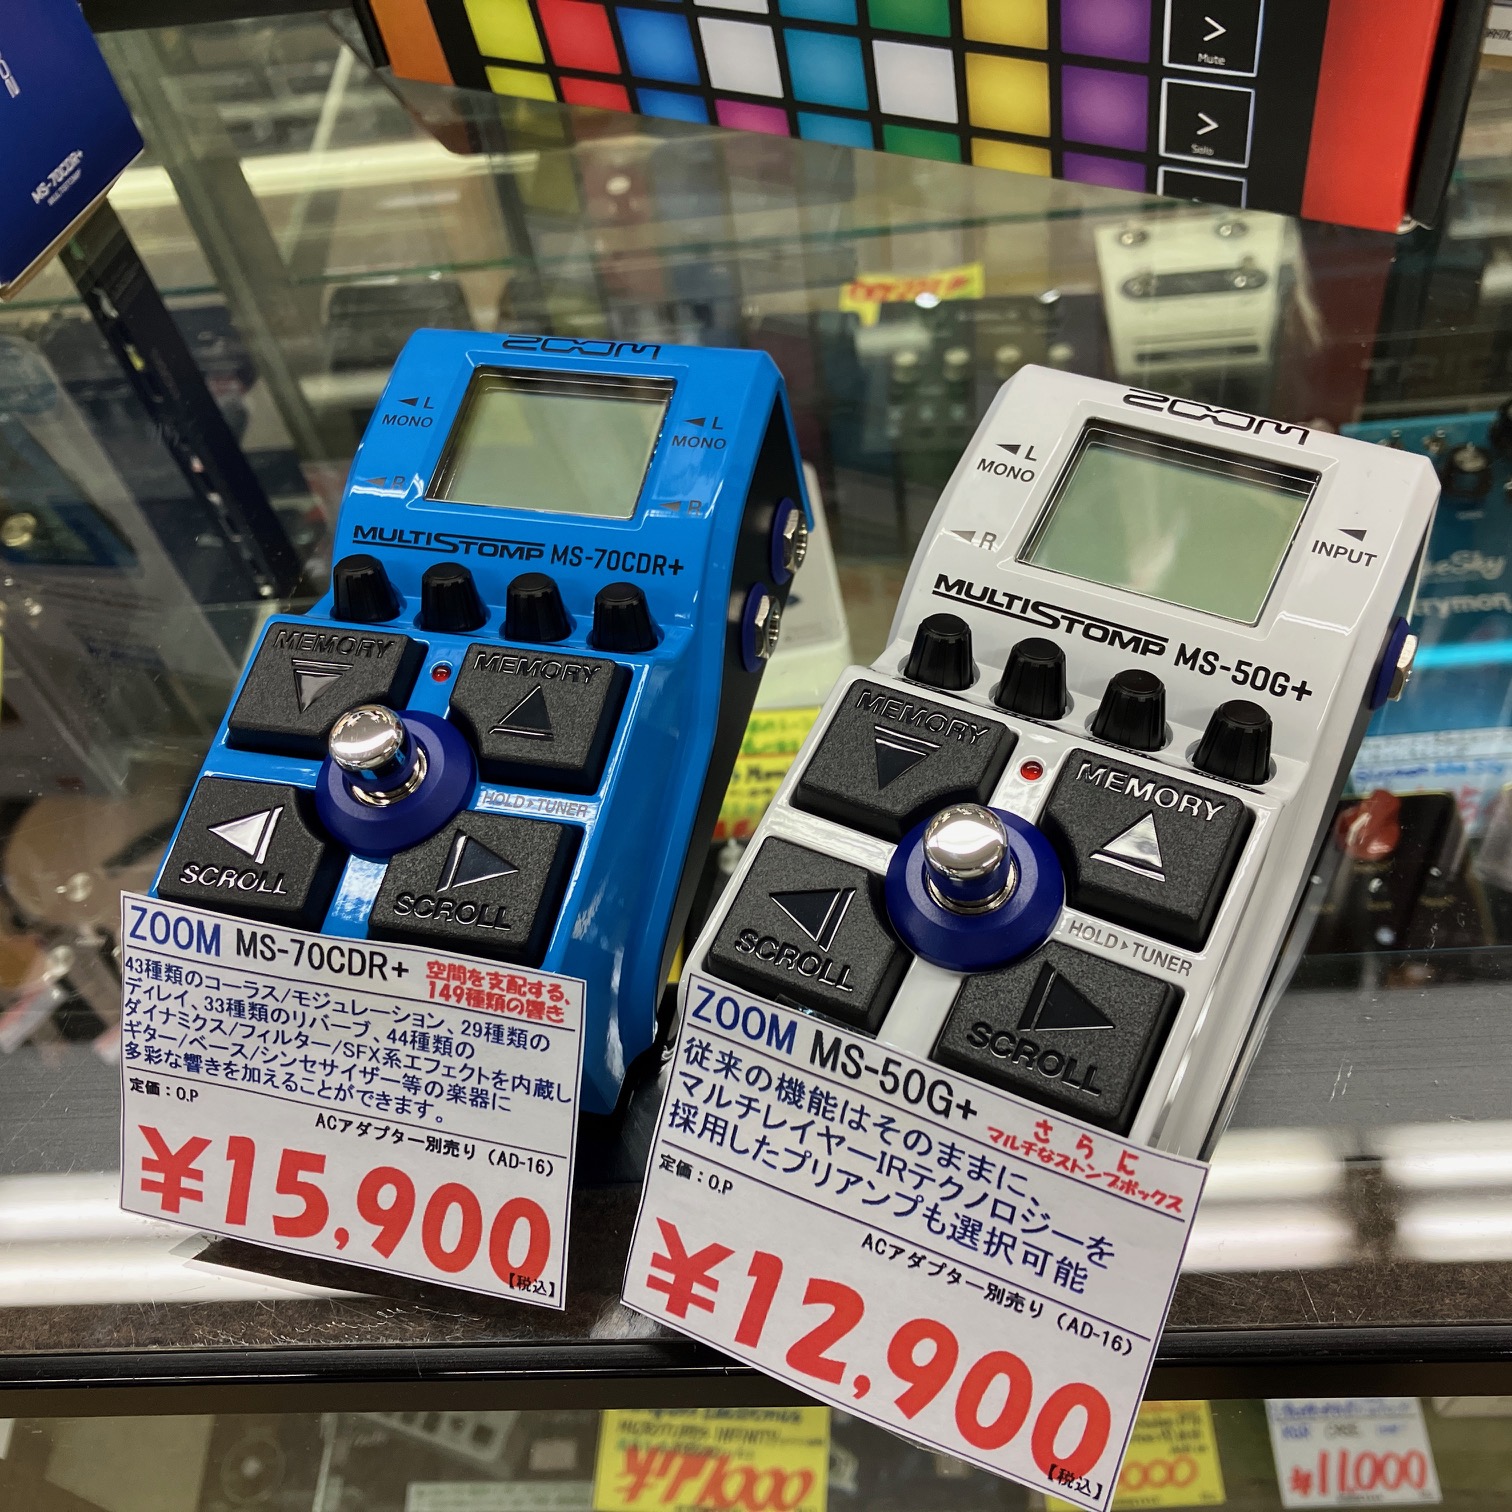 Mute
Solo
MS-70CDR+
MULTISTOMP
ZOOM
L
MONO
L
MONO
R
R
MULTISTOMP MS-70CDR+
MEMORY
MEMORY
HOLD▶TUNER
SCROLL
SCROLL
ZOOM MS-70CDR+
空間を支配する、
149種類の響き
43種類のコーラス/モジュレーション、29種類の
ディレイ、33種類のリバーブ、44種類の
ダイナミクス/フィルター/SFX系エフェクトを内蔵し
ギター/ベース/シンセサイザー等の楽器に
多彩な響きを加えることができます。
定価:O.P
ACアダプター別売り(AD-16)
¥15,900
【税込】
ZOOM
L
MONO
R
INPUT
MULTISTOMP MS-50G+
MEMORY
MEMORY
HOLD▶TUNER
SCROLL
SCROLL
ZOOM MS-50G+
さらに
マルチなストンプボックス
従来の機能はそのままに、
マルチレイヤーIRテクノロジーを
採用したプリアンプも選択可能
定価:O.P
ACアダプター別売り(AD-16)
¥12,900
【税込】
¥11,000